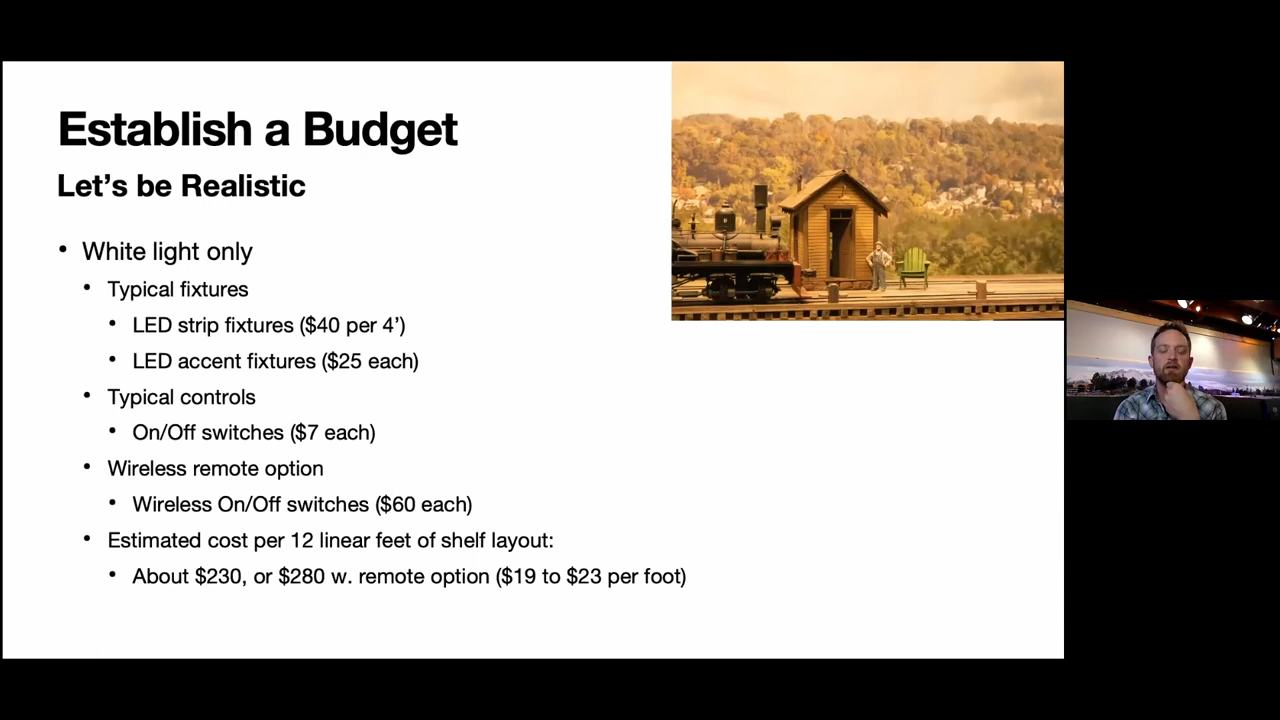 Establish a Budget
Let’s be Realistic
• White light only
• Typical fixtures
• LED strip fixtures ($40 per 4’)
• LED accent fixtures ($25 each)
• Typical controls
• On/Off switches ($7 each)
• Wireless remote option
• Wireless On/Off switches ($60 each)
• Estimated cost per 12 linear feet of shelf layout:
• About $230, or $280 w. remote option ($19 to $23 per foot)